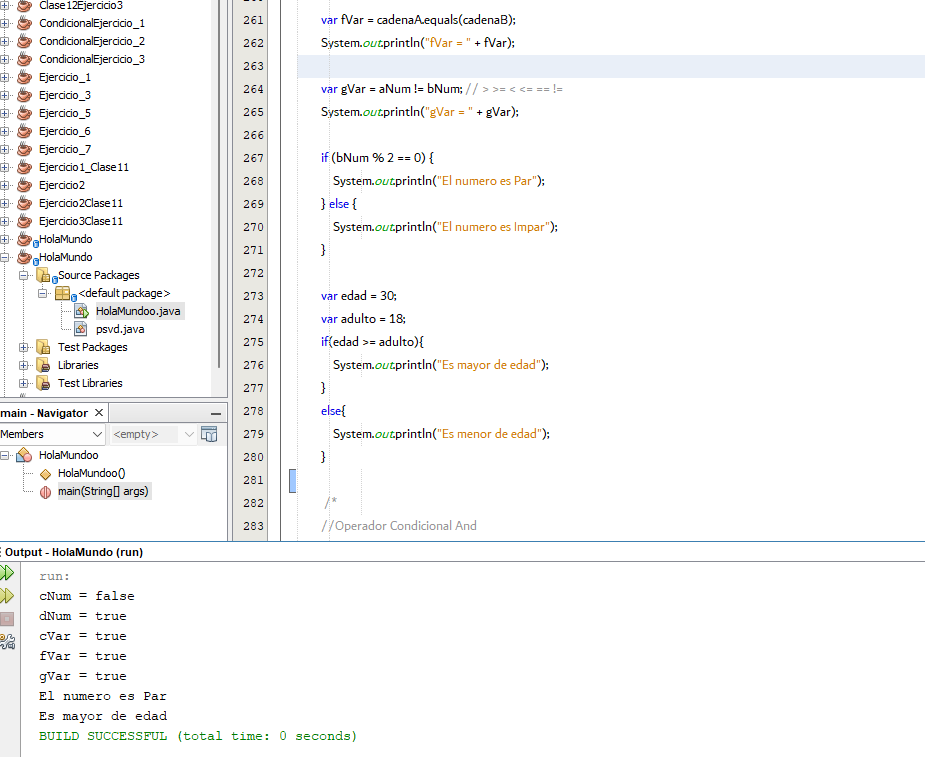 Clase12Ejercicio3
CondicionalEjercicio_1
CondicionalEjercicio_2
CondicionalEjercicio_3
Ejercicio_1
Ejercicio_3
Ejercicio_5
Ejercicio_6
Ejercicio_7
Ejercicio1_Clase11
Ejercicio2
Ejercicio2Clase11
Ejercicio3Clase11
HolaMundo
HolaMundo
Source Packages
<default package>
HolaMundoo.java
psvd.java
Test Packages
Libraries
Test Libraries
main - Navigator
Members
<empty>
HolaMundoo
HolaMundoo()
main(String[] args)
261 var fVar = cadenaA.equals(cadenaB);
262 System.out.println("fVar = " + fVar);
263
264 var gVar = aNum != bNum; // > >= < <= == !=
265 System.out.println("gVar = " + gVar);
266
267 if (bNum % 2 == 0) {
268 System.out.println("El numero es Par");
269 } else {
270 System.out.println("El numero es Impar");
271 }
272
273 var edad = 30;
274 var adulto = 18;
275 if(edad >= adulto){
276 System.out.println("Es mayor de edad");
277 }
278 else{
279 System.out.println("Es menor de edad");
280 }
281
282 /*
283 //Operador Condicional And
Output - HolaMundo (run)
run:
cNum = false
dNum = true
cVar = true
fVar = true
gVar = true
El numero es Par
Es mayor de edad
BUILD SUCCESSFUL (total time: 0 seconds)